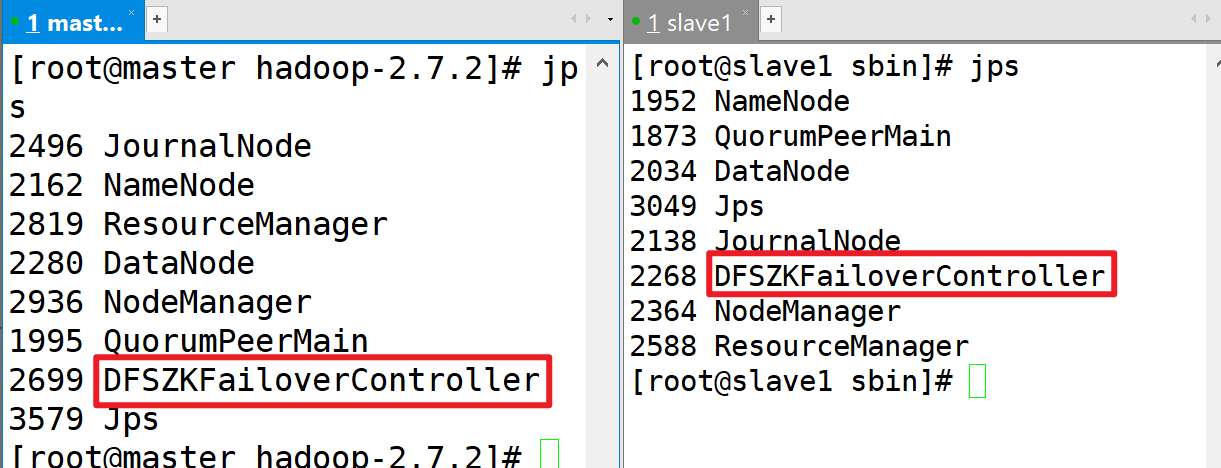 1 mast...
[root@master hadoop-2.7.2]# jp
s
2496 JournalNode
2162 NameNode
2819 ResourceManager
2280 DataNode
2936 NodeManager
1995 QuorumPeerMain
2699 DFSZKFailoverController
3579 Jps
[root@master hadoop-2.7.2]#
1 slave1
[root@slave1 sbin]# jps
1952 NameNode
1873 QuorumPeerMain
2034 DataNode
3049 Jps
2138 JournalNode
2268 DFSZKFailoverController
2364 NodeManager
2588 ResourceManager
[root@slave1 sbin]#